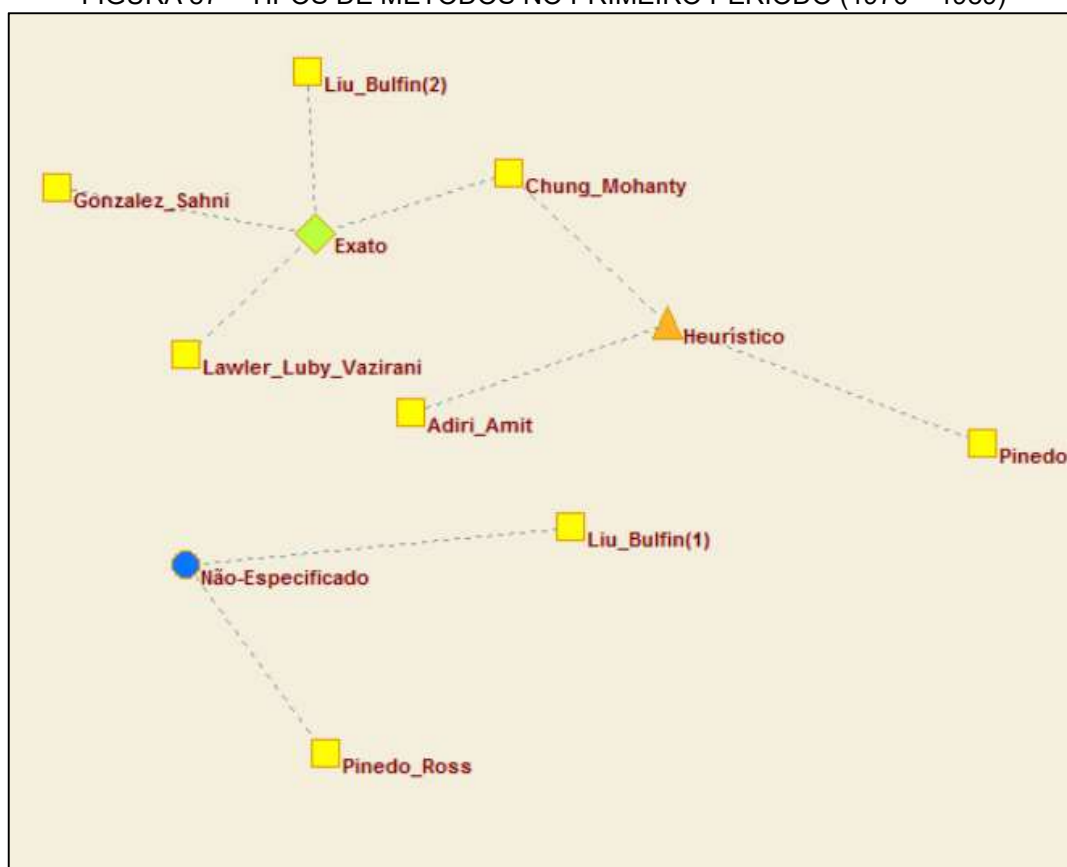 Liu_Bulfin(2)
Gonzalez_Sahni
Chung_Mohanty
Exato
Heurístico
Lawler_Luby_Vazirani
Adiri_Amit
Pinedo
Liu_Bulfin(1)
Não-Especificado
Pinedo_Ross